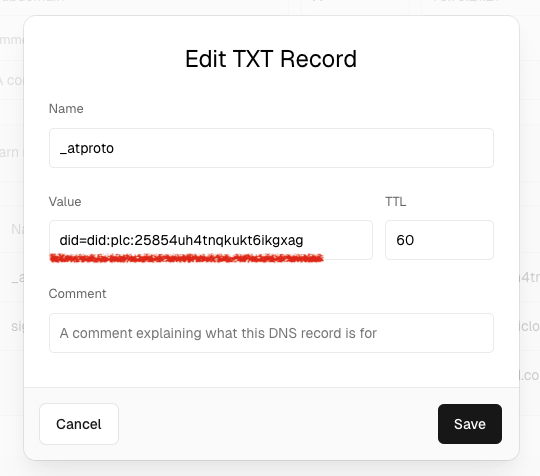 Edit TXT Record
Name
_atproto
Value
TTL
did=did:plc:25854uh4tnqkukt6ikgxag
60
Comment
A comment explaining what this DNS record is for
Cancel
Save